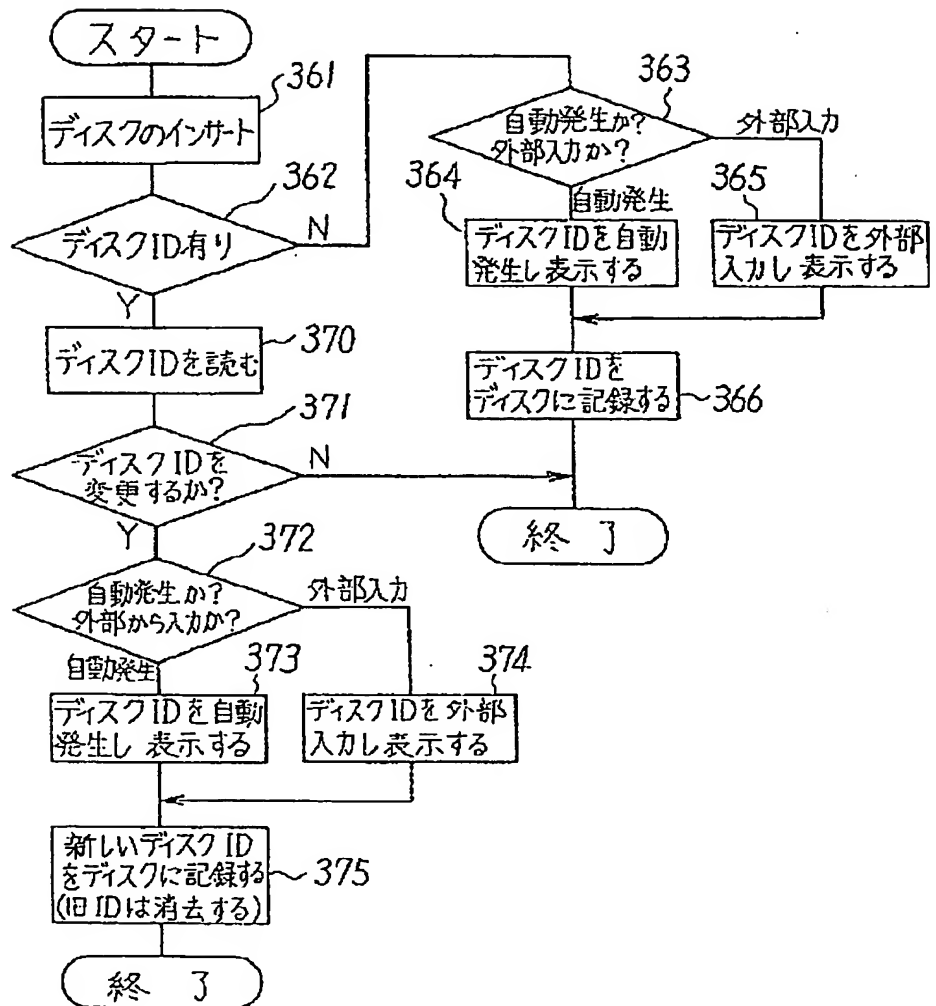 スタート
361
ディスクのインサート
362
ディスクID有り
N
Y
363
自動発生か?
外部入力か?
外部入力
自動発生
364
ディスクIDを自動
発生し表示する
365
ディスクIDを外部
入力し表示する
ディスクIDを
ディスクに記録する
366
終了
370
ディスクIDを読む
371
ディスクIDを
変更するか?
N
Y
372
自動発生か?
外部から入力か?
外部入力
自動発生
373
ディスクIDを自動
発生し表示する
374
ディスクIDを外部
入力し表示する
新しいディスクID
をディスクに記録する
(旧IDは消去する)
375
終了